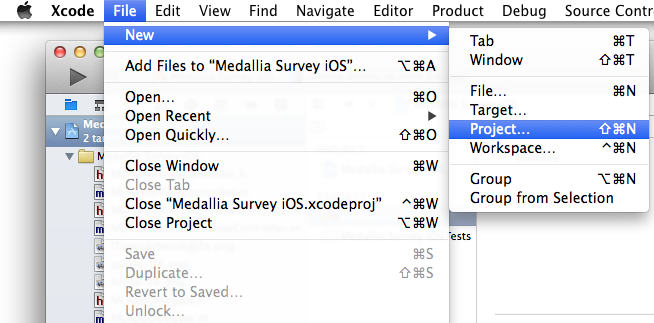 Xcode File Edit View Find Navigate Editor Product Debug Source Contr
New
Add Files to “Medallia Survey iOS”... ⌥⌘A
Open... ⌘O
Open Recent
Open Quickly... ⇧⌘O
Close Window ⌘W
Close Tab
Close “Medallia Survey iOS.xcodeproj” ^⌘W
Close Project ⌥⌘W
Save ⌘S
Duplicate... ⇧⌘S
Revert to Saved...
Unlock...
Tab ⌘T
Window ⇧⌘T
File... ⌘N
Target...
Project... ⇧⌘N
Workspace... ^⌘N
Group ⌥⌘N
Group from Selection
Me
2 tar
M
Tests